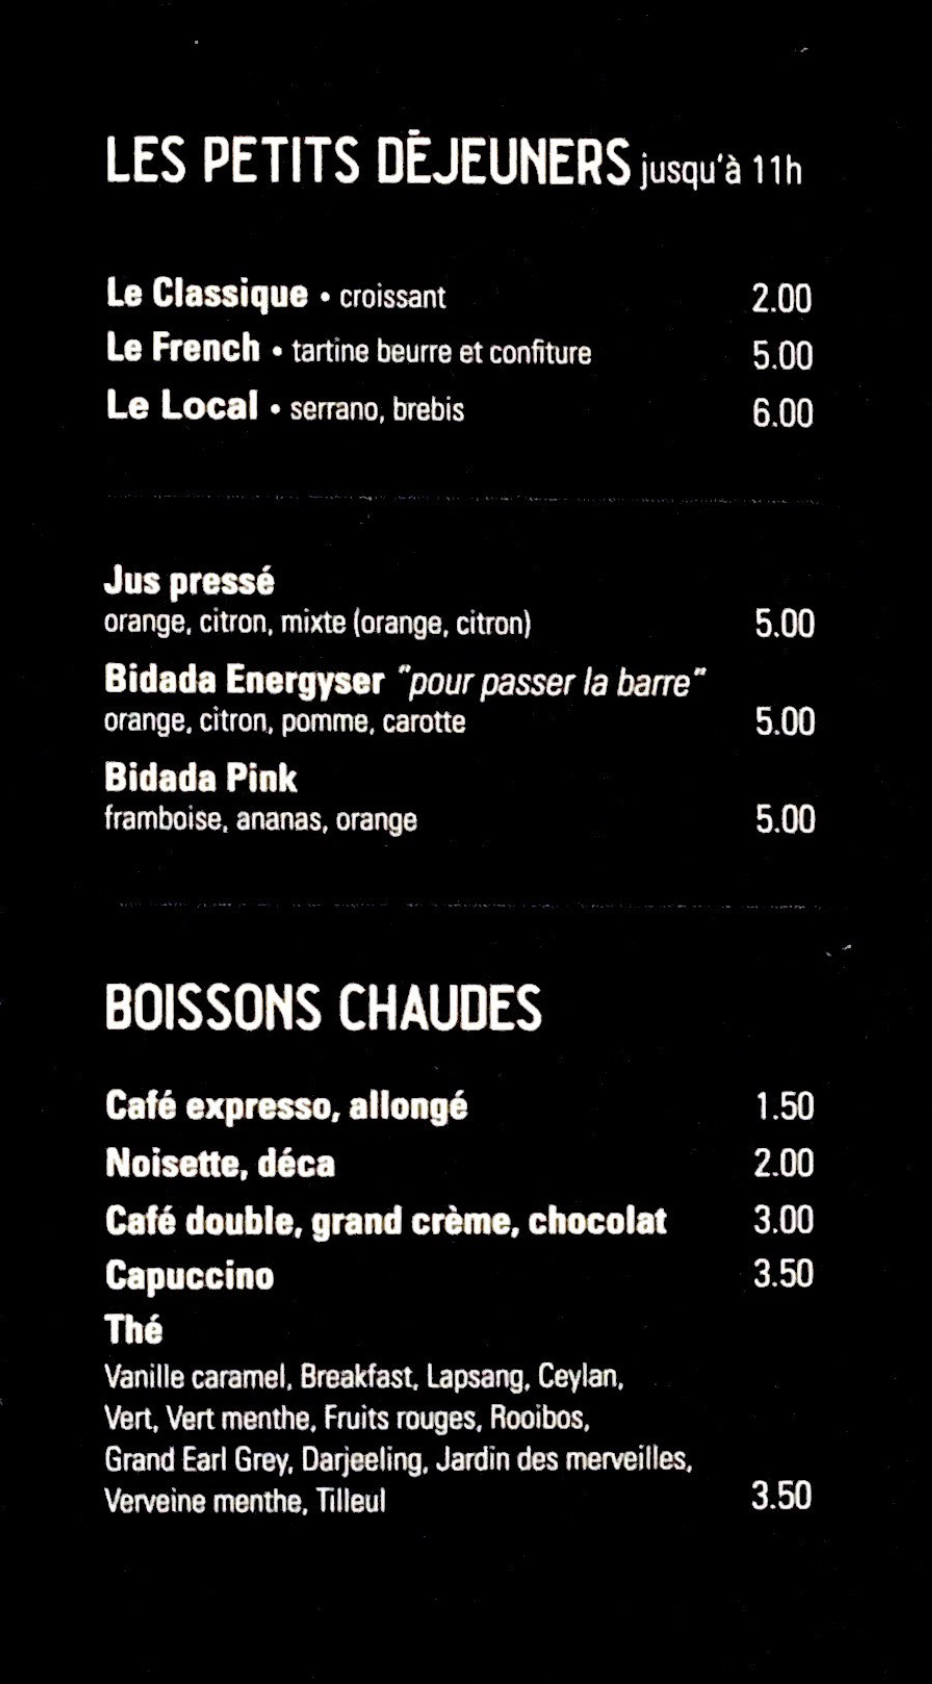 LES PETITS DÉJEUNERS jusqu'à 11h
Le Classique • croissant 2.00
Le French • tartine beurre et confiture 5.00
Le Local • serrano, brebis 6.00
Jus pressé
orange, citron, mixte (orange, citron) 5.00
Bidada Energyser "pour passer la barre"
orange, citron, pomme, carotte 5.00
Bidada Pink
framboise, ananas, orange 5.00
BOISSONS CHAUDES
Café expresso, allongé 1.50
Noisette, déca 2.00
Café double, grand crème, chocolat 3.00
Capuccino 3.50
Thé
Vanille caramel, Breakfast, Lapsang, Ceylan,
Vert, Vert menthe, Fruits rouges, Rooibos,
Grand Earl Grey, Darjeeling, Jardin des merveilles,
Verveine menthe, Tilleul 3.50